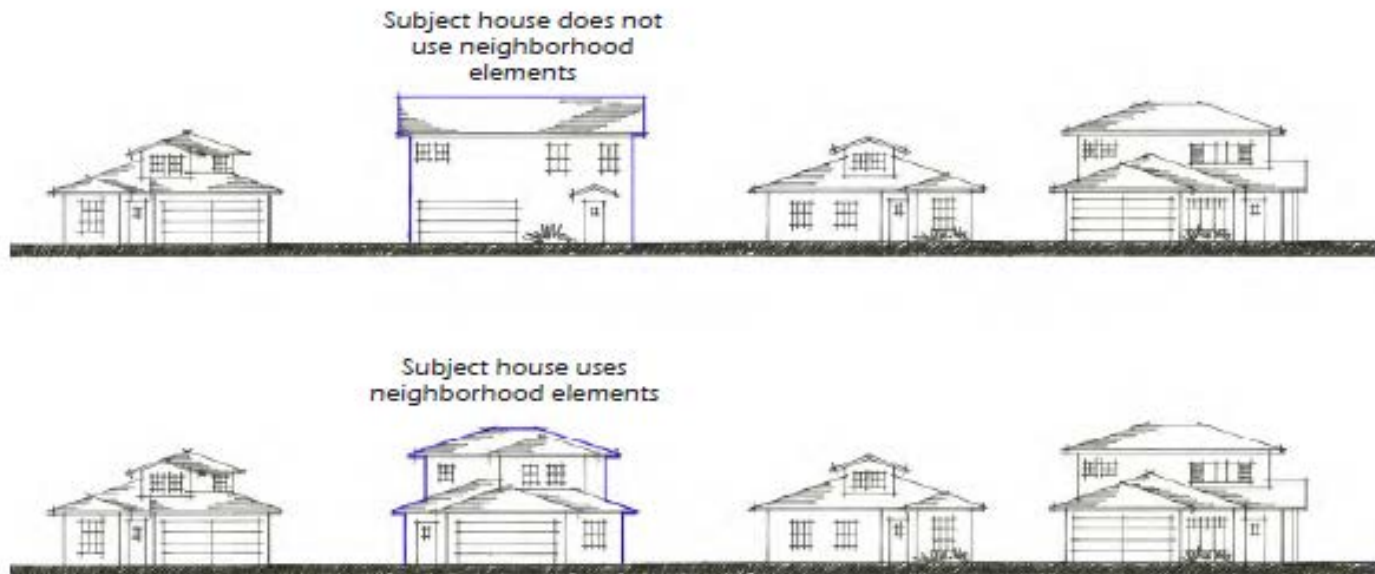 Subject house does not
use neighborhood
elements
Subject house uses
neighborhood elements